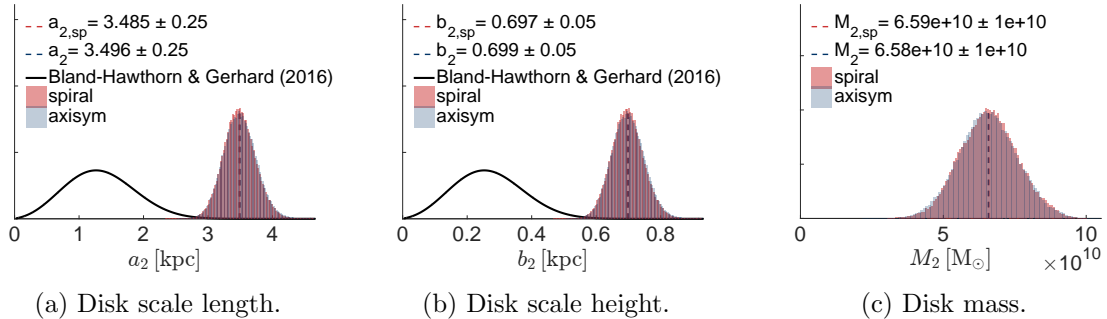 a2,sp = 3.485 ± 0.25
a2= 3.496 ± 0.25
Bland-Hawthorn & Gerhard (2016)
spiral
axisym
0 1 2 3 4
a2 [kpc]
(a) Disk scale length.
b2,sp = 0.697 ± 0.05
b2= 0.699 ± 0.05
Bland-Hawthorn & Gerhard (2016)
spiral
axisym
0 0.2 0.4 0.6 0.8
b2 [kpc]
(b) Disk scale height.
M2,sp = 6.59e+10 ± 1e+10
M2= 6.58e+10 ± 1e+10
spiral
axisym
0 5 10
M2 [M⊙] ×10^10
(c) Disk mass.